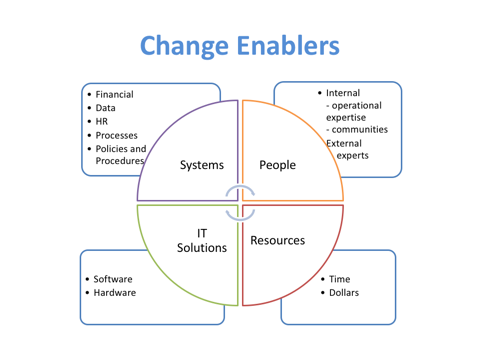 Change Enablers
• Financial
• Data
• HR
• Processes
• Policies and
Procedures
• Internal
- operational
expertise
- communities
External
experts
Systems
People
IT
Solutions
Resources
• Software
• Hardware
• Time
• Dollars